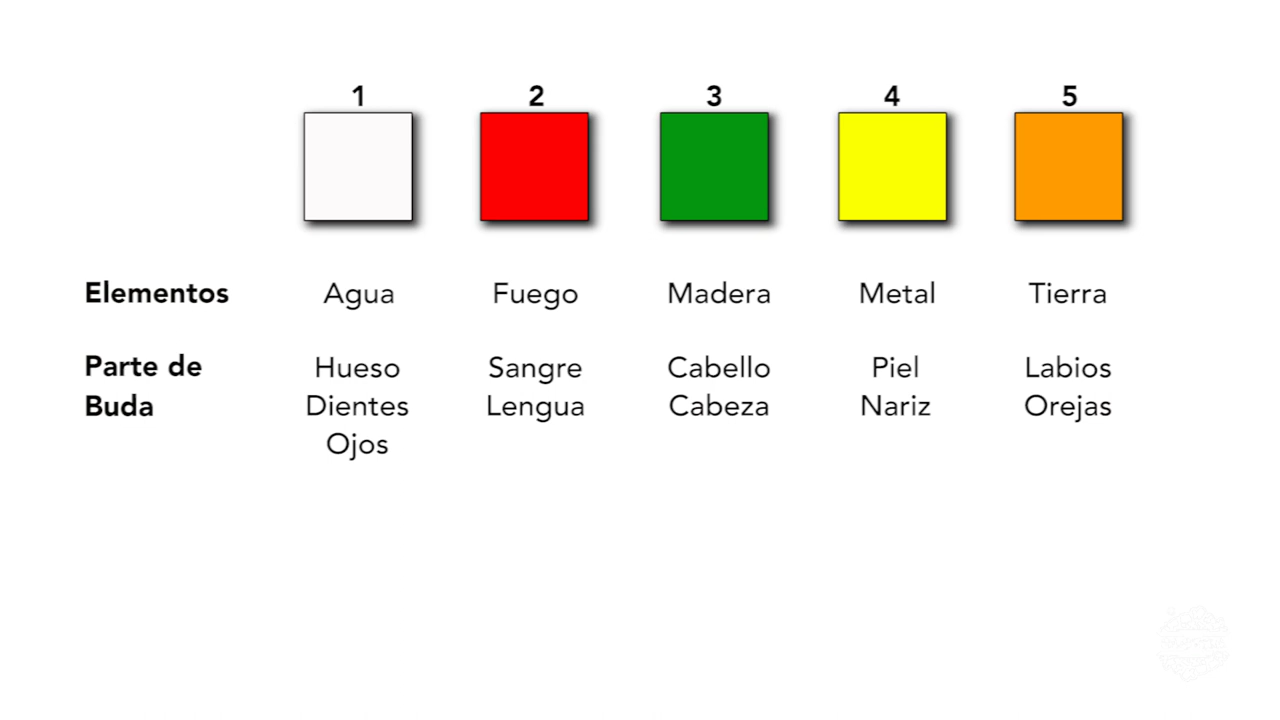 1 2 3 4 5
Elementos Agua Fuego Madera Metal Tierra
Parte de Hueso Sangre Cabello Piel Labios
Buda Dientes Lengua Cabeza Nariz Orejas
Ojos